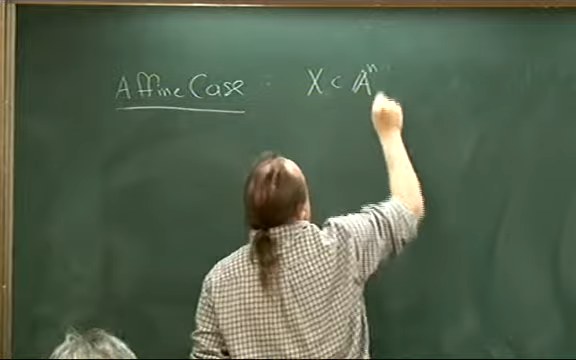 Affine Case X ⊂ 𝔸ⁿ